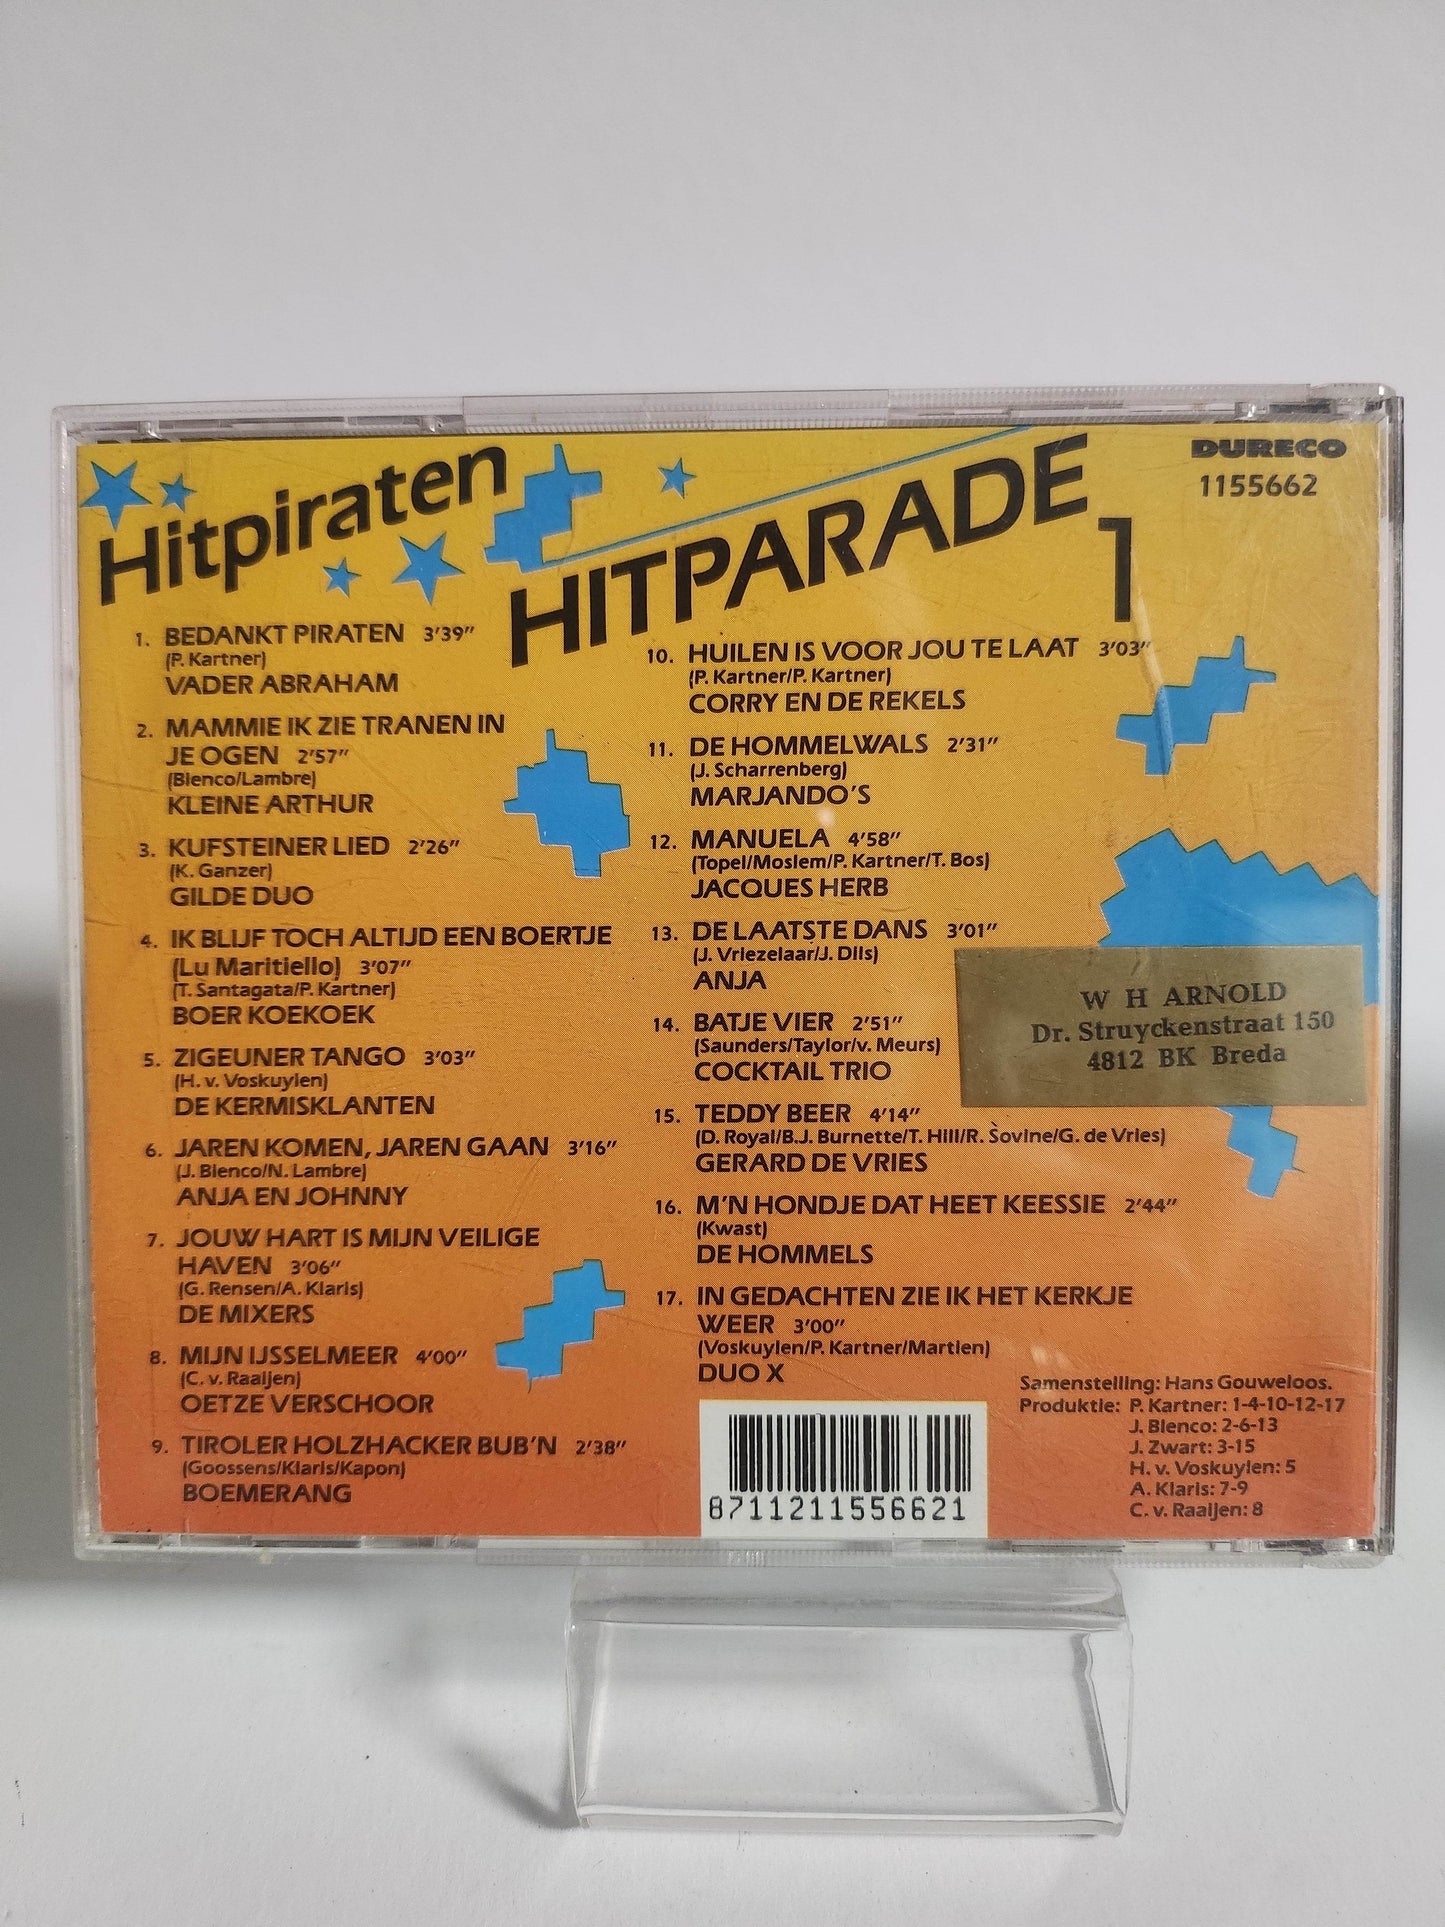 Hitpiraten
HITPARADE 1
DURECO
1155662
1. BEDANKT PIRATEN 3'39"
(P. Kartner)
VADER ABRAHAM
2. MAMMIE IK ZIE TRANEN IN
JE OGEN 2'57"
(Blenco/Lambre)
KLEINE ARTHUR
3. KUFSTEINER LIED 2'26"
(K. Ganzer)
GILDE DUO
4. IK BLIJF TOCH ALTIJD EEN BOERTJE
(Lu Maritiello) 3'07"
(T. Santagata/P. Kartner)
BOER KOEKOEK
5. ZIGEUNER TANGO 3'03"
(H. v. Voskuylen)
DE KERMISKLANTEN
6. JAREN KOMEN, JAREN GAAN 3'16"
(J. Blenco/N. Lambre)
ANJA EN JOHNNY
7. JOUW HART IS MIJN VEILIGE
HAVEN 3'06"
(G. Rensen/A. Klaris)
DE MIXERS
8. MIJN IJSSELMEER 4'00"
(C. v. Raaijen)
OETZE VERSCHOOR
9. TIROLER HOLZHACKER BUB'N 2'38"
(Goossens/Klaris/Kapon)
BOEMERANG
10. HUILEN IS VOOR JOU TE LAAT 3'03"
(P. Kartner/P. Kartner)
CORRY EN DE REKELS
11. DE HOMMELWALS 2'31"
(J. Scharrenberg)
MARJANDO'S
12. MANUELA 4'58"
(Topel/Moslem/P. Kartner/T. Bos)
JACQUES HERB
13. DE LAATSTE DANS 3'01"
(J. Vriezelaar/J. Dils)
ANJA
14. BATJE VIER 2'51"
(Saunders/Taylor/v. Meurs)
COCKTAIL TRIO
15. TEDDY BEER 4'14"
(D. Royal/B.J. Burnette/T. Hill/R. Sovine/G. de Vries)
GERARD DE VRIES
16. M'N HONDJE DAT HEET KEESSIE 2'44"
(Kwast)
DE HOMMELS
17. IN GEDACHTEN ZIE IK HET KERKJE
WEER 3'00"
(Voskuylen/P. Kartner/Martien)
DUO X
W H ARNOLD
Dr. Struyckenstraat 150
4812 BK Breda
Samenstelling: Hans Gouweloos.
Produktie: P. Kartner: 1-4-10-12-17
J. Blenco: 2-6-13
J. Zwart: 3-15
H. v. Voskuylen: 5
A. Klaris: 7-9
C. v. Raaijen: 8
8711211556621